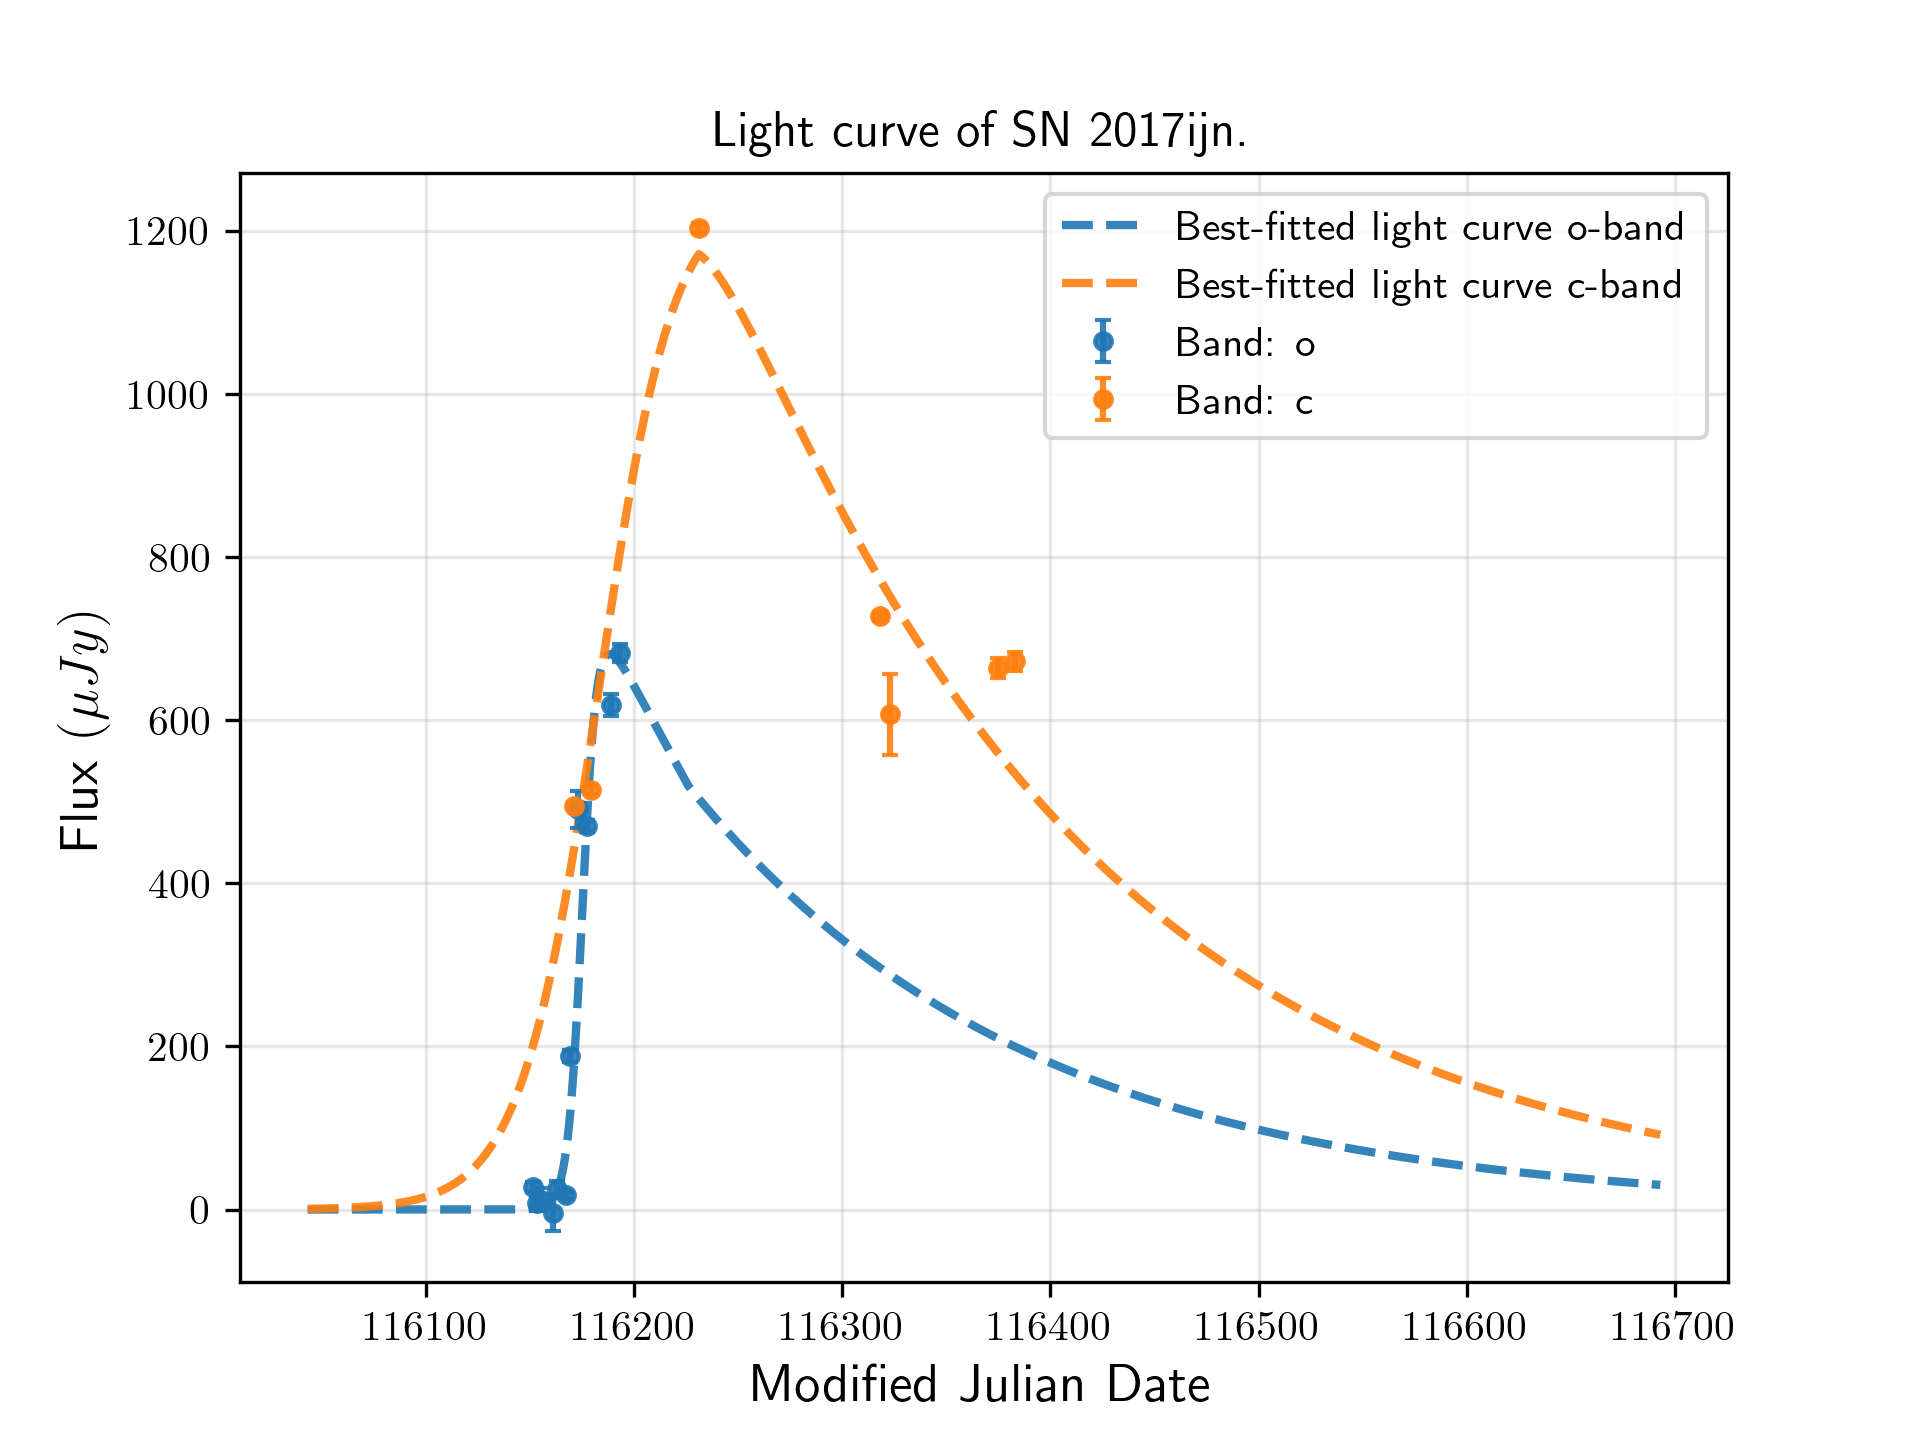 Light curve of SN 2017ijn.
Best-fitted light curve o-band
Best-fitted light curve c-band
Band: o
Band: c
Flux (μJy)
1200
1000
800
600
400
200
0
116100 116200 116300 116400 116500 116600 116700
Modified Julian Date